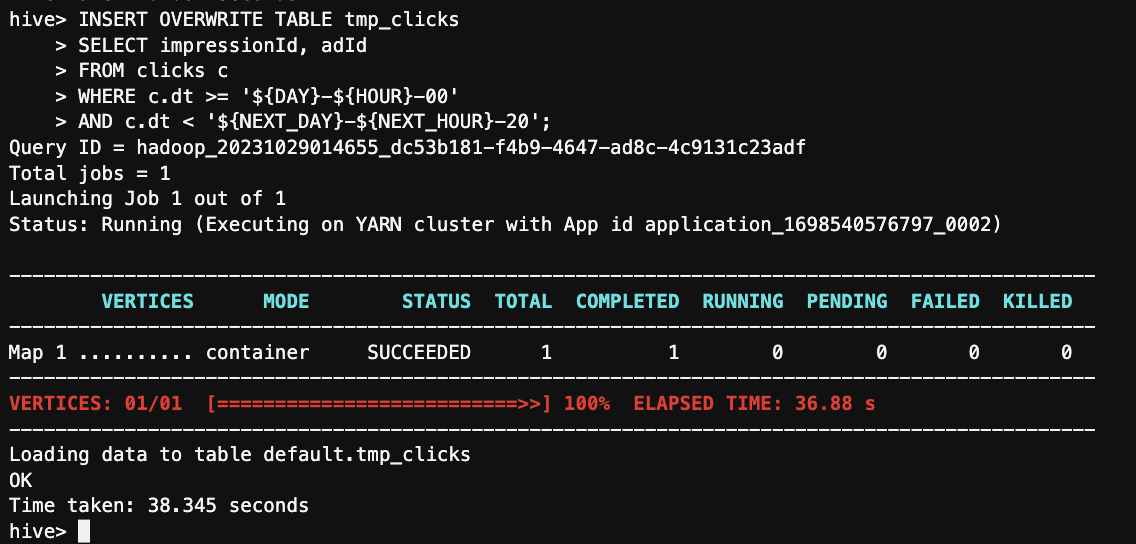 hive> INSERT OVERWRITE TABLE tmp_clicks
    > SELECT impressionId, adId
    > FROM clicks c
    > WHERE c.dt >= '${DAY}-${HOUR}-00'
    > AND c.dt < '${NEXT_DAY}-${NEXT_HOUR}-20';
Query ID = hadoop_20231029014655_dc53b181-f4b9-4647-ad8c-4c9131c23adf
Total jobs = 1
Launching Job 1 out of 1
Status: Running (Executing on YARN cluster with App id application_1698540576797_0002)
----------------------------------------------------------------------------------------------
        VERTICES      MODE        STATUS  TOTAL  COMPLETED  RUNNING  PENDING  FAILED  KILLED
----------------------------------------------------------------------------------------------
Map 1 .......... container     SUCCEEDED      1          1        0        0       0       0
----------------------------------------------------------------------------------------------
VERTICES: 01/01  [==========================>>] 100%  ELAPSED TIME: 36.88 s
----------------------------------------------------------------------------------------------
Loading data to table default.tmp_clicks
OK
Time taken: 38.345 seconds
hive>